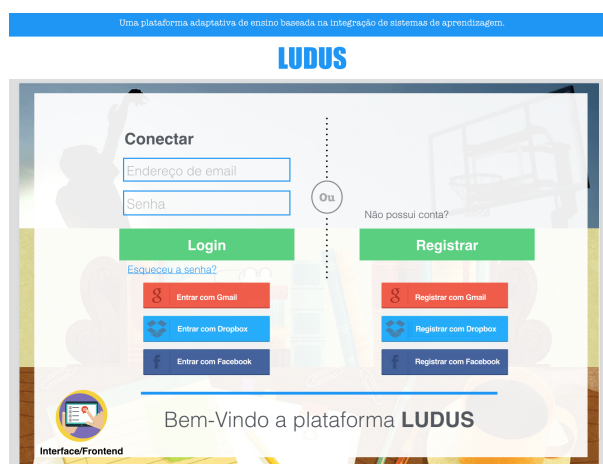 Uma plataforma adaptativa de ensino baseada na integração de sistemas de aprendizagem.
LUDUS
Conectar
Endereço de email
Senha
Ou
Não possui conta?
Login
Registrar
Esqueceu a senha?
Entrar com Gmail
Registrar com Gmail
Entrar com Dropbox
Registrar com Dropbox
Entrar com Facebook
Registrar com Facebook
Bem-Vindo a plataforma LUDUS
Interface/Frontend